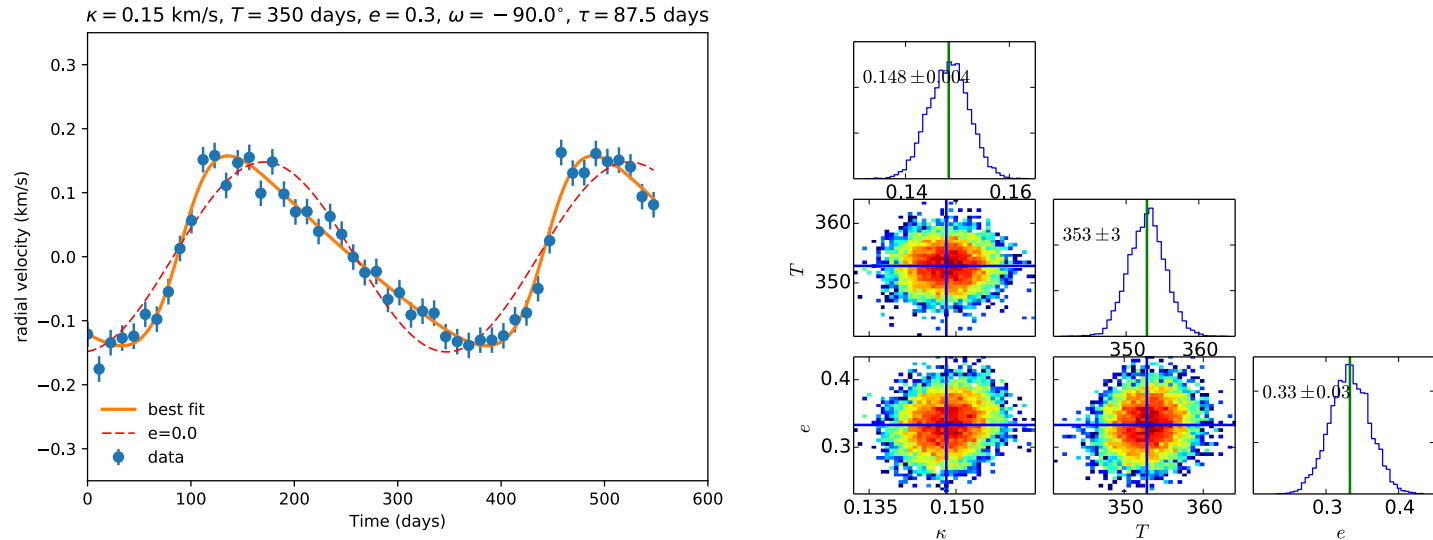 κ = 0.15 km/s, T = 350 days, e = 0.3, ω = −90.0°, τ = 87.5 days
radial velocity (km/s)
0.3
0.2
0.1
0.0
−0.1
−0.2
−0.3
best fit
e=0.0
data
0 100 200 300 400 500 600
Time (days)
0.148±0.004
0.14 0.16
T
360
350
353±3
350 360
e
0.4
0.3
0.33±0.03
0.135 0.150
κ
350 360
T
0.3 0.4
e